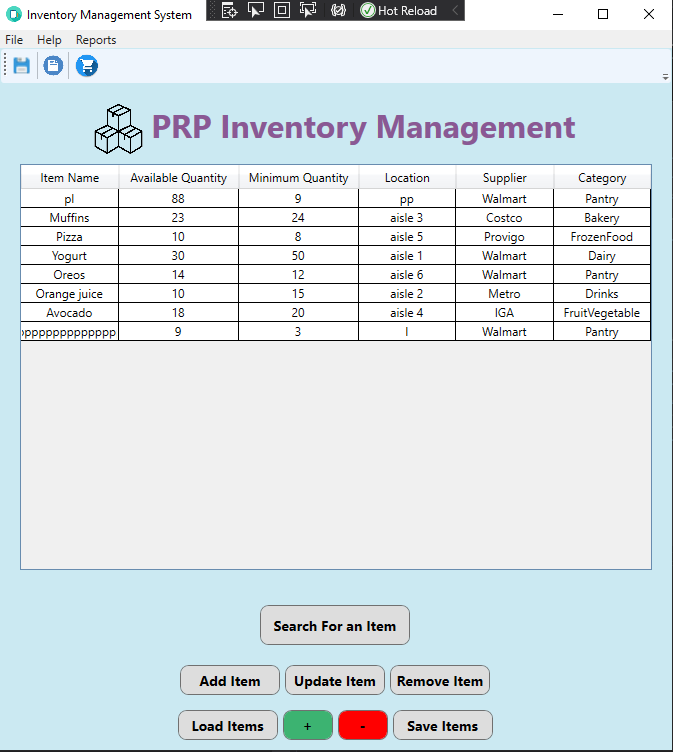 Inventory Management System Hot Reload
File Help Reports
PRP Inventory Management
Item Name Available Quantity Minimum Quantity Location Supplier Category
pl 88 9 pp Walmart Pantry
Muffins 23 24 aisle 3 Costco Bakery
Pizza 10 8 aisle 5 Provigo FrozenFood
Yogurt 30 50 aisle 1 Walmart Dairy
Oreos 14 12 aisle 6 Walmart Pantry
Orange juice 10 15 aisle 2 Metro Drinks
Avocado 18 20 aisle 4 IGA FruitVegetable
9 3 l Walmart Pantry
Search For an Item
Add Item Update Item Remove Item
Load Items + - Save Items